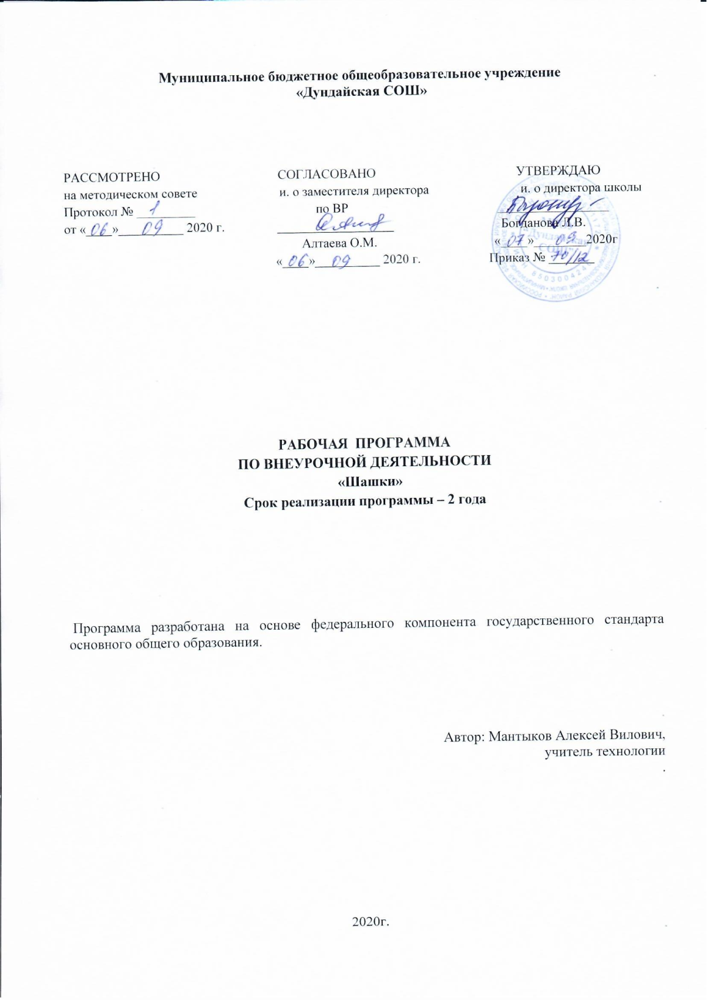 Муниципальное бюджетное общеобразовательное учреждение
«Дундайская СОШ»
РАССМОТРЕНО
на методическом совете
Протокол № 1
от «06» 09 2020 г.
СОГЛАСОВАНО
и. о заместителя директора
по ВР
Алтаева О.М.
«06» 09 2020 г.
УТВЕРЖДАЮ
и. о директора школы
Богданова Л.В.
«07» 09 2020г
Приказ № 70/12
Дундайская
СОШ
8503004246
РАБОЧАЯ ПРОГРАММА
ПО ВНЕУРОЧНОЙ ДЕЯТЕЛЬНОСТИ
«Шашки»
Срок реализации программы – 2 года
Программа разработана на основе федерального компонента государственного стандарта
основного общего образования.
Автор: Мантыков Алексей Вилович,
учитель технологии
.
2020г.